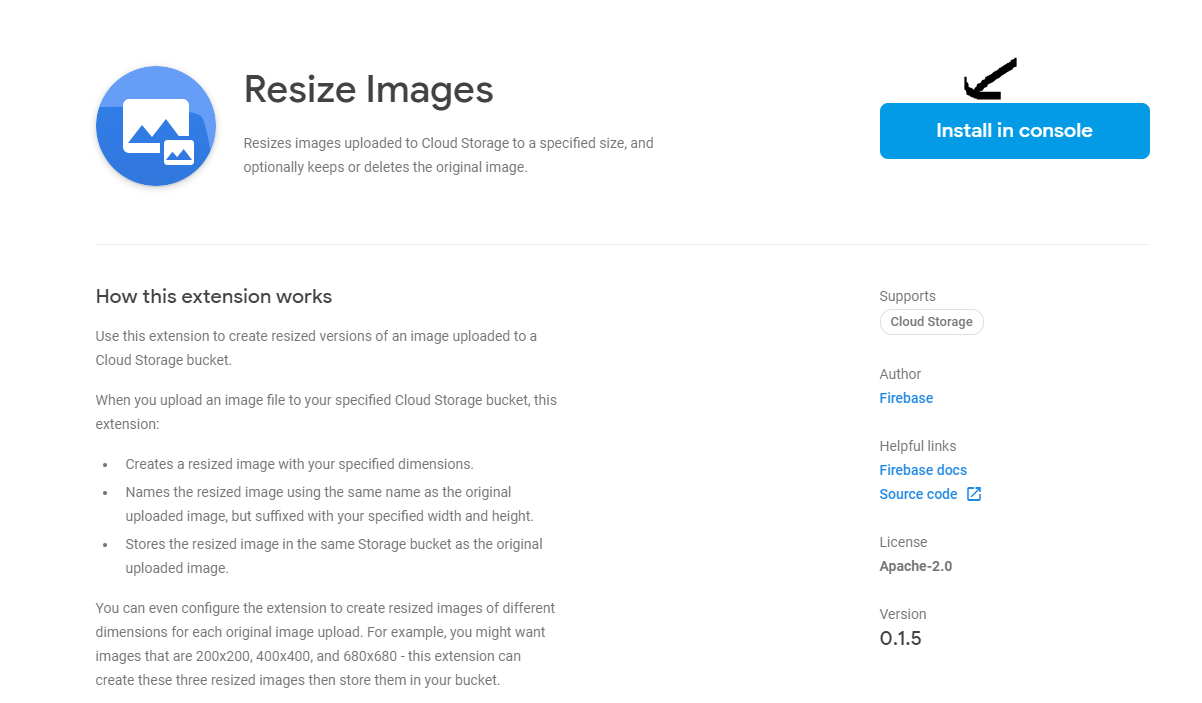 Resize Images
Resizes images uploaded to Cloud Storage to a specified size, and
optionally keeps or deletes the original image.
Install in console
How this extension works
Use this extension to create resized versions of an image uploaded to a
Cloud Storage bucket.
When you upload an image file to your specified Cloud Storage bucket, this
extension:
• Creates a resized image with your specified dimensions.
• Names the resized image using the same name as the original
uploaded image, but suffixed with your specified width and height.
• Stores the resized image in the same Storage bucket as the original
uploaded image.
You can even configure the extension to create resized images of different
dimensions for each original image upload. For example, you might want
images that are 200x200, 400x400, and 680x680 - this extension can
create these three resized images then store them in your bucket.
Supports
Cloud Storage
Author
Firebase
Helpful links
Firebase docs
Source code
License
Apache-2.0
Version
0.1.5